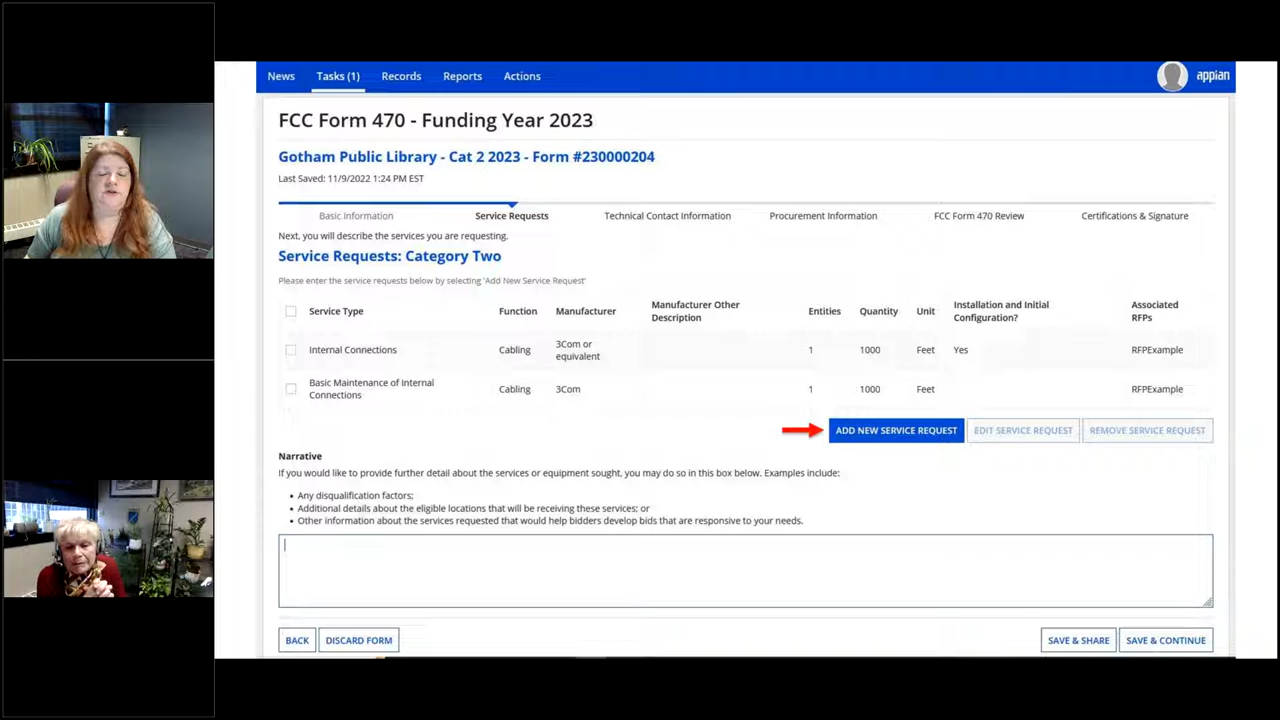 News Tasks (1) Records Reports Actions appian
FCC Form 470 - Funding Year 2023
Gotham Public Library - Cat 2 2023 - Form #230000204
Last Saved: 11/9/2022 1:24 PM EST
Basic Information Service Requests Technical Contact Information Procurement Information FCC Form 470 Review Certifications & Signature
Next, you will describe the services you are requesting.
Service Requests: Category Two
Please enter the service requests below by selecting 'Add New Service Request'
Service Type Function Manufacturer Manufacturer Other Description Entities Quantity Unit Installation and Initial Configuration? Associated RFPs
Internal Connections Cabling 3Com or equivalent 1 1000 Feet Yes RFPExample
Basic Maintenance of Internal Connections Cabling 3Com 1 1000 Feet RFPExample
ADD NEW SERVICE REQUEST EDIT SERVICE REQUEST REMOVE SERVICE REQUEST
Narrative
If you would like to provide further detail about the services or equipment sought, you may do so in this box below. Examples include:
• Any disqualification factors;
• Additional details about the eligible locations that will be receiving these services; or
• Other information about the services requested that would help bidders develop bids that are responsive to your needs.
BACK DISCARD FORM SAVE & SHARE SAVE & CONTINUE